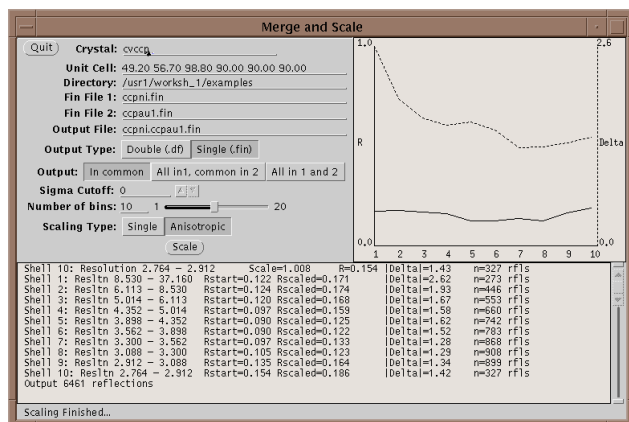 Merge and Scale
Quit Crystal: cvccp
Unit Cell: 49.20 56.70 98.80 90.00 90.00 90.00
Directory: /usr1/worksh_1/examples
Fin File 1: ccpni.fin
Fin File 2: ccpau1.fin
Output File: ccpni.ccpau1.fin
Output Type: Double (.df) Single (.fin)
Output: In common All in1, common in 2 All in 1 and 2
Sigma Cutoff: 0
Number of bins: 10 1 20
Scaling Type: Single Anisotropic
Scale
1.0 2.6
R Delta
0.0 0.0
1 2 3 4 5 6 7 8 9 10
Shell 10: Resolution 2.764 - 2.912 Scale=1.008 R=0.154 |Delta|=1.43 n=327 rfls
Shell 1: Resltn 8.530 - 37.160 Rstart=0.122 Rscaled=0.171 |Delta|=2.62 n=273 rfls
Shell 2: Resltn 6.113 - 8.530 Rstart=0.124 Rscaled=0.174 |Delta|=1.93 n=446 rfls
Shell 3: Resltn 5.014 - 6.113 Rstart=0.120 Rscaled=0.168 |Delta|=1.67 n=553 rfls
Shell 4: Resltn 4.352 - 5.014 Rstart=0.097 Rscaled=0.159 |Delta|=1.58 n=660 rfls
Shell 5: Resltn 3.898 - 4.352 Rstart=0.090 Rscaled=0.125 |Delta|=1.62 n=742 rfls
Shell 6: Resltn 3.562 - 3.898 Rstart=0.090 Rscaled=0.122 |Delta|=1.52 n=783 rfls
Shell 7: Resltn 3.300 - 3.562 Rstart=0.097 Rscaled=0.133 |Delta|=1.28 n=868 rfls
Shell 8: Resltn 3.088 - 3.300 Rstart=0.105 Rscaled=0.123 |Delta|=1.29 n=908 rfls
Shell 9: Resltn 2.912 - 3.088 Rstart=0.135 Rscaled=0.164 |Delta|=1.34 n=899 rfls
Shell 10: Resltn 2.764 - 2.912 Rstart=0.154 Rscaled=0.186 |Delta|=1.42 n=327 rfls
Output 6461 reflections
Scaling Finished...